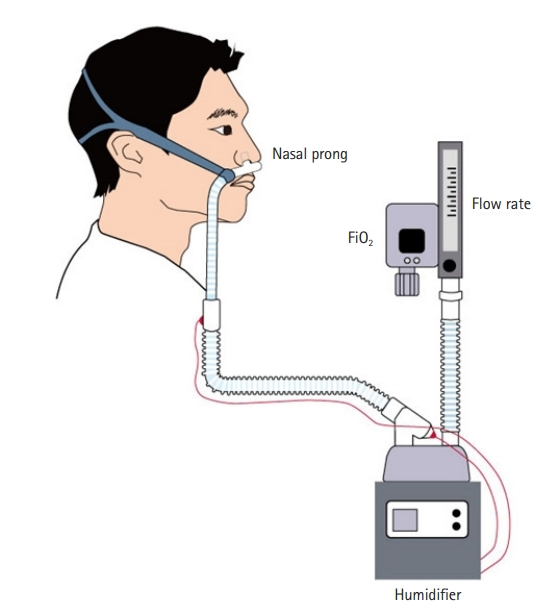 Nasal prong
Flow rate
FiO₂
Humidifier